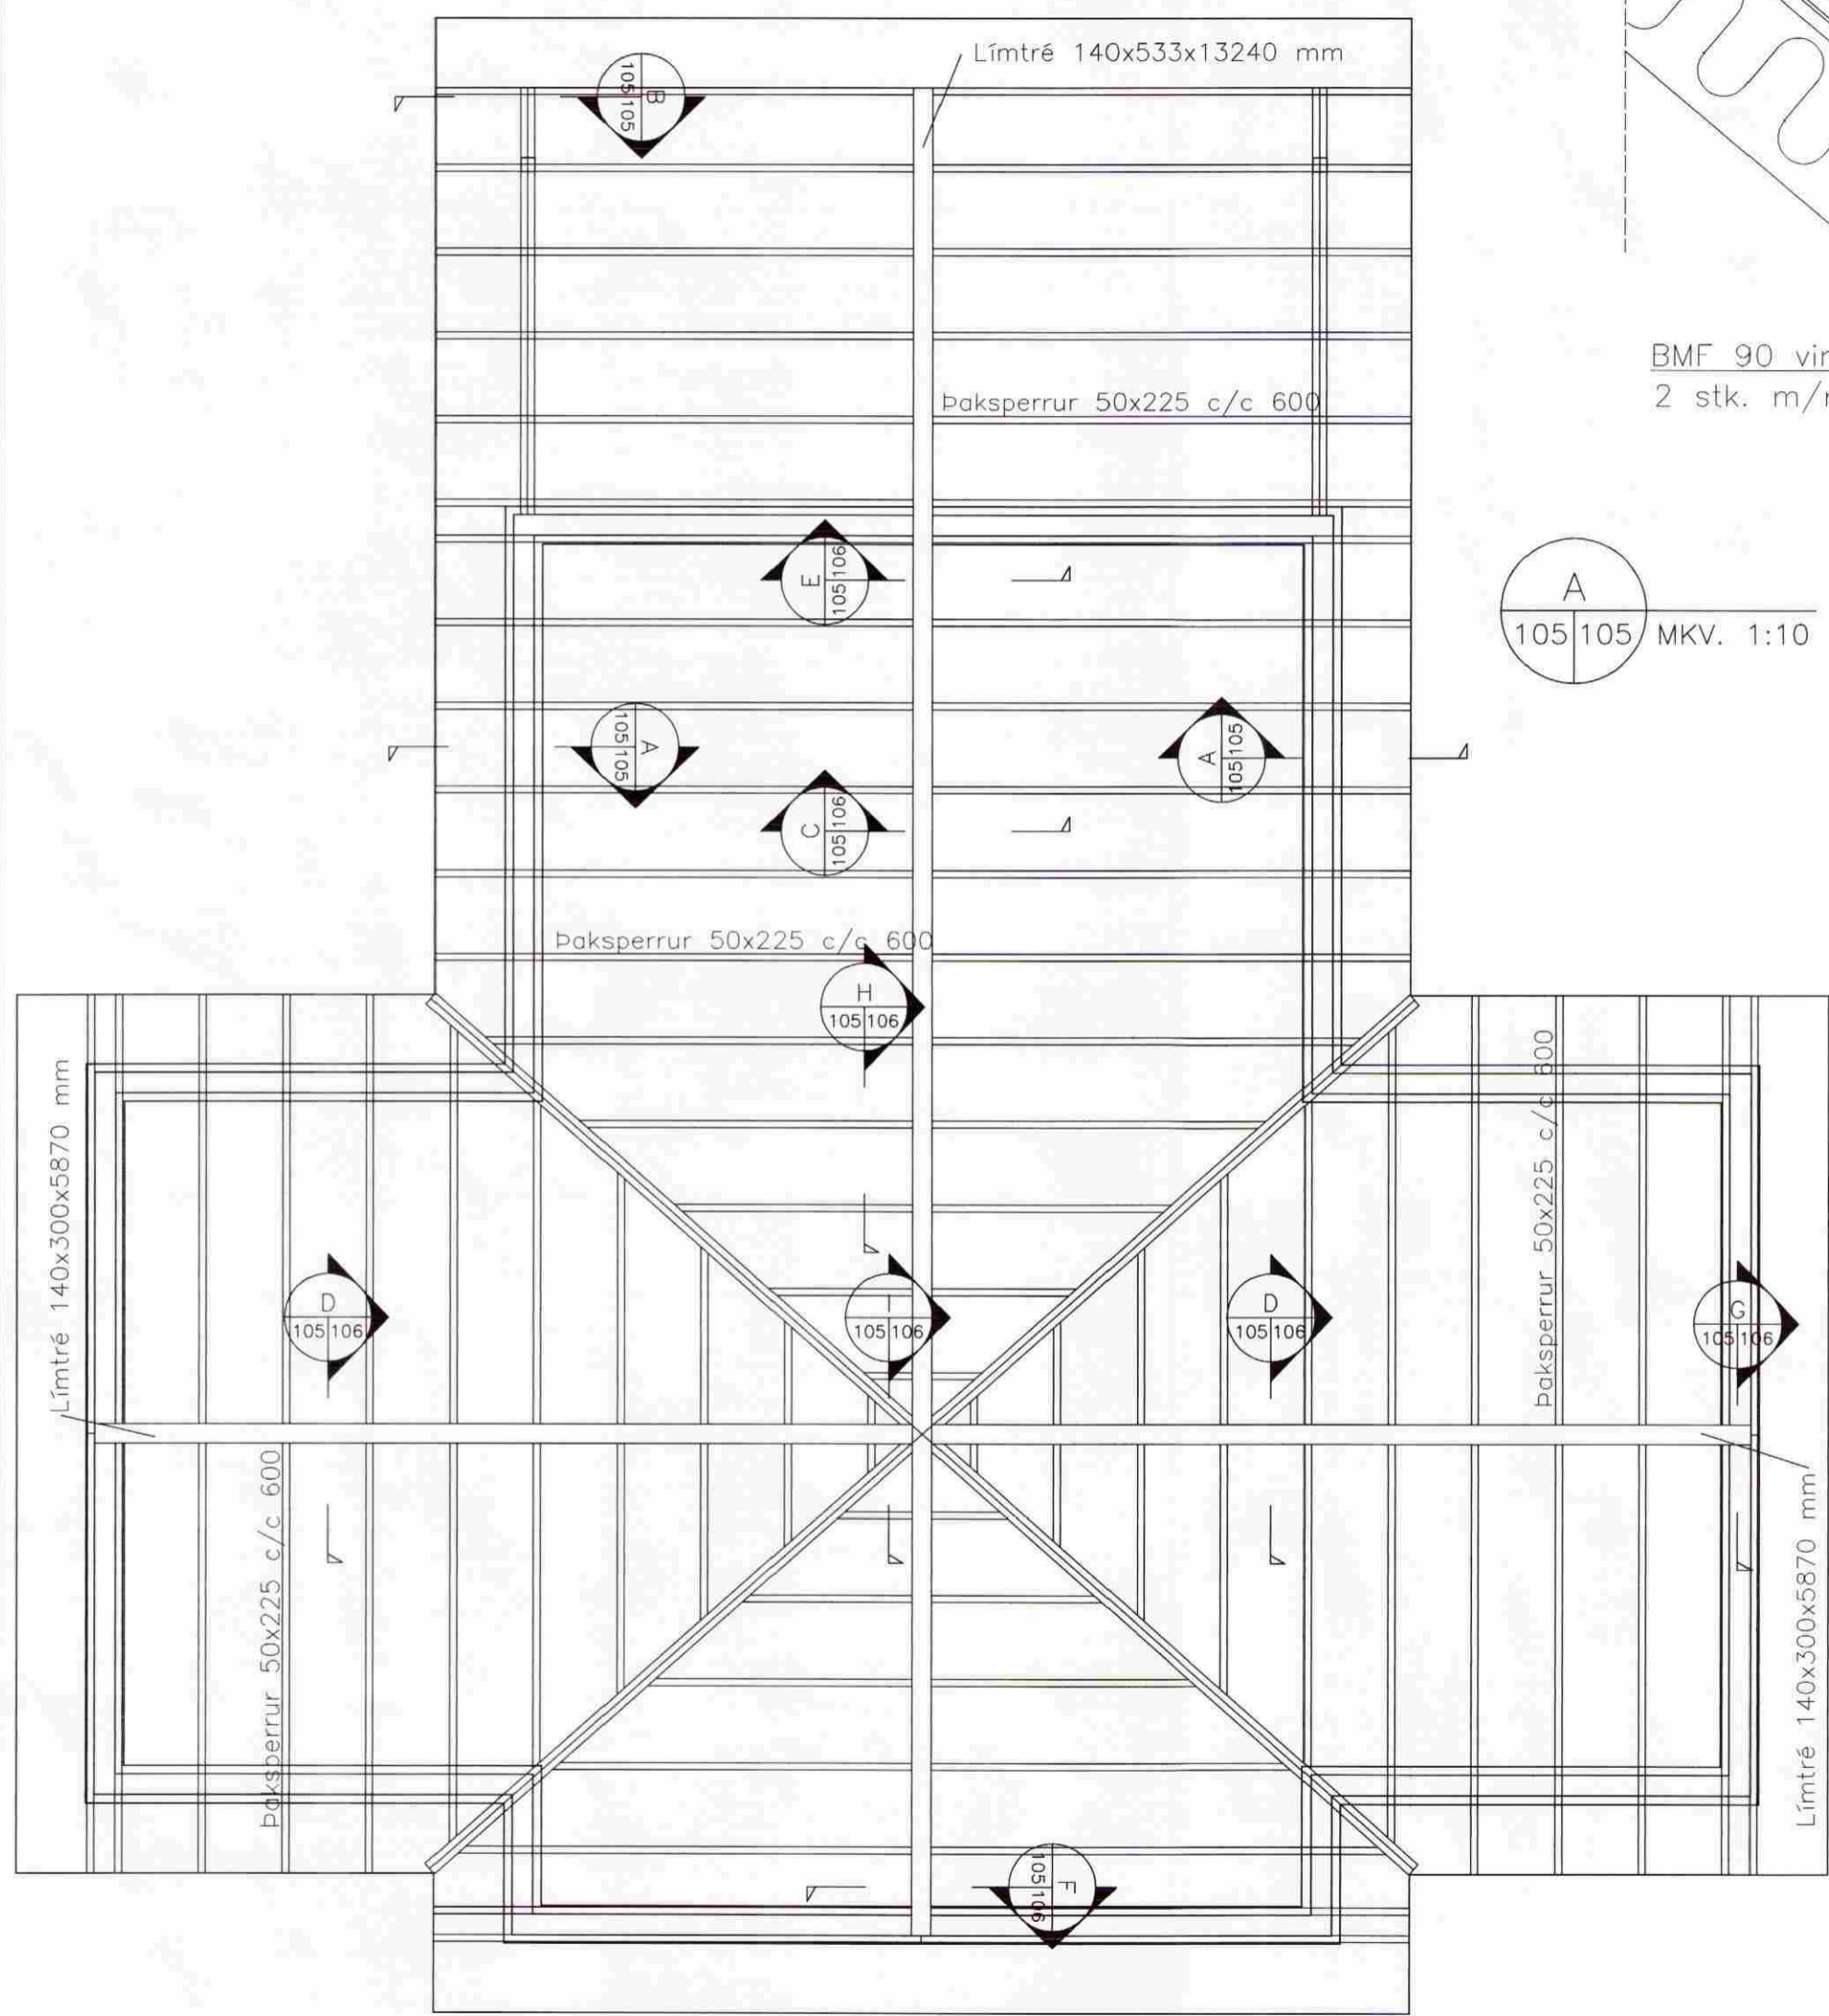 Límtré 140x533x13240 mm
B
105 105
BMF 90
2 stk.
Þaksperrur 50x225 c/c 600
E
105 106
A
105 105 MKV. 1:10
A
105 105
A
105 105
C
105 106
Þaksperrur 50x225 c/c 600
H
105 106
Límtré 140x300x5870 mm
Þaksperrur 50x225 c/c 600
D
105 106
I
105 106
D
105 106
G
105 106
Þaksperrur 50x225 c/c 600
Límtré 140x300x5870 mm
F
105 106